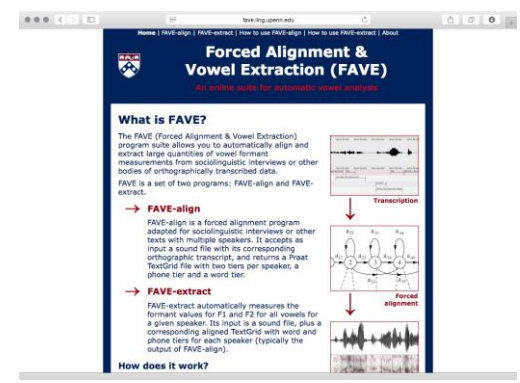 fave.ling.upenn.edu
Home | FAVE-align | FAVE-extract | How to use FAVE-align | How to use FAVE-extract | About
Forced Alignment &
Vowel Extraction (FAVE)
An online suite for automatic vowel analysis
What is FAVE?
The FAVE (Forced Alignment & Vowel Extraction)
program suite allows you to automatically align and
extract large quantities of vowel formant
measurements from sociolinguistic interviews or other
bodies of orthographically transcribed data.
FAVE is a set of two programs: FAVE-align and FAVE-
extract.
→ FAVE-align
FAVE-align is a forced alignment program
adapted for sociolinguistic interviews or other
texts with multiple speakers. It accepts as
input a sound file with its corresponding
orthographic transcript, and returns a Praat
TextGrid file with two tiers per speaker, a
phone tier and a word tier.
→ FAVE-extract
FAVE-extract automatically measures the
formant values for F1 and F2 for all vowels for
a given speaker. Its input is a sound file, plus a
corresponding aligned TextGrid with word and
phone tiers for each speaker (typically the
output of FAVE-align).
How does it work?
Transcription
a22 a33 a44
2 3 4
Forced
alignment